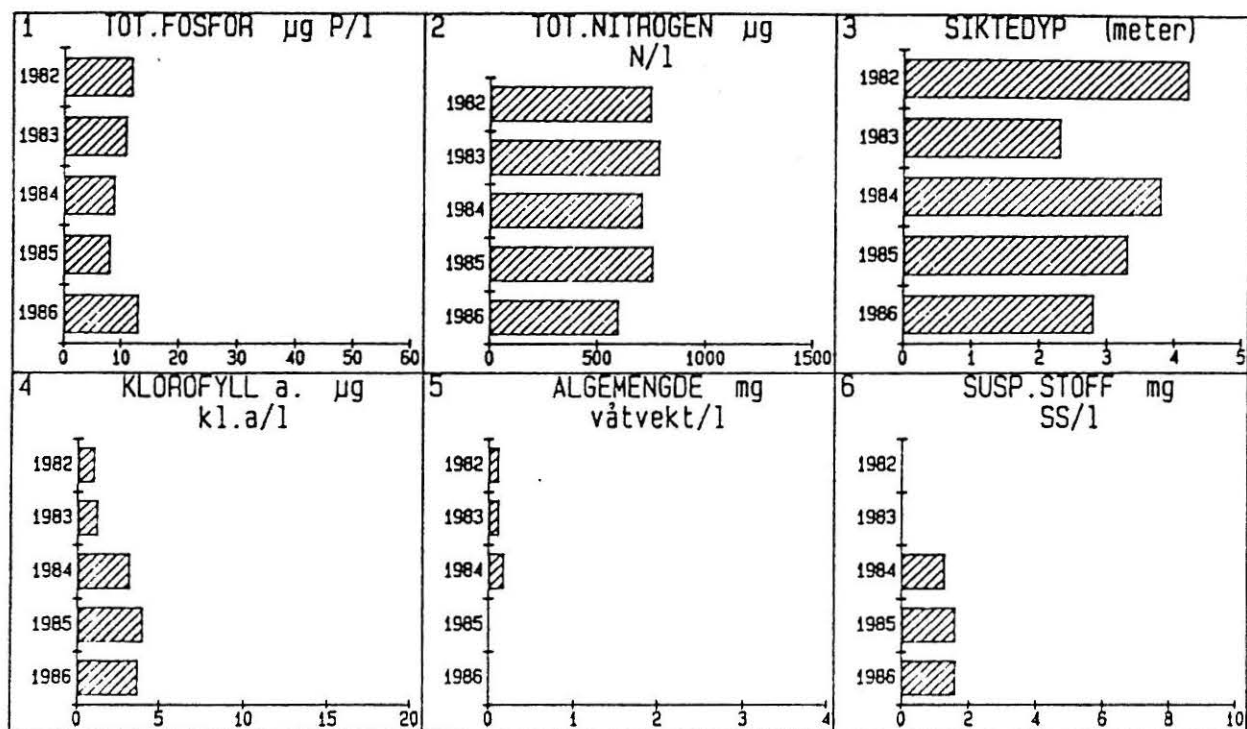 1 TOT.FOSFOR µg P/l
1982
1983
1984
1985
1986
0 10 20 30 40 50 60
2 TOT.NITROGEN µg
N/l
1982
1983
1984
1985
1986
0 500 1000 1500
3 SIKTEDYP (meter)
1982
1983
1984
1985
1986
0 1 2 3 4 5
4 KLOROFYLL a. µg
kl.a/l
1982
1983
1984
1985
1986
0 5 10 15 20
5 ALGEMENGDE mg
våtvekt/l
1982
1983
1984
1985
1986
0 1 2 3 4
6 SUSP.STOFF mg
SS/l
1982
1983
1984
1985
1986
0 2 4 6 8 10